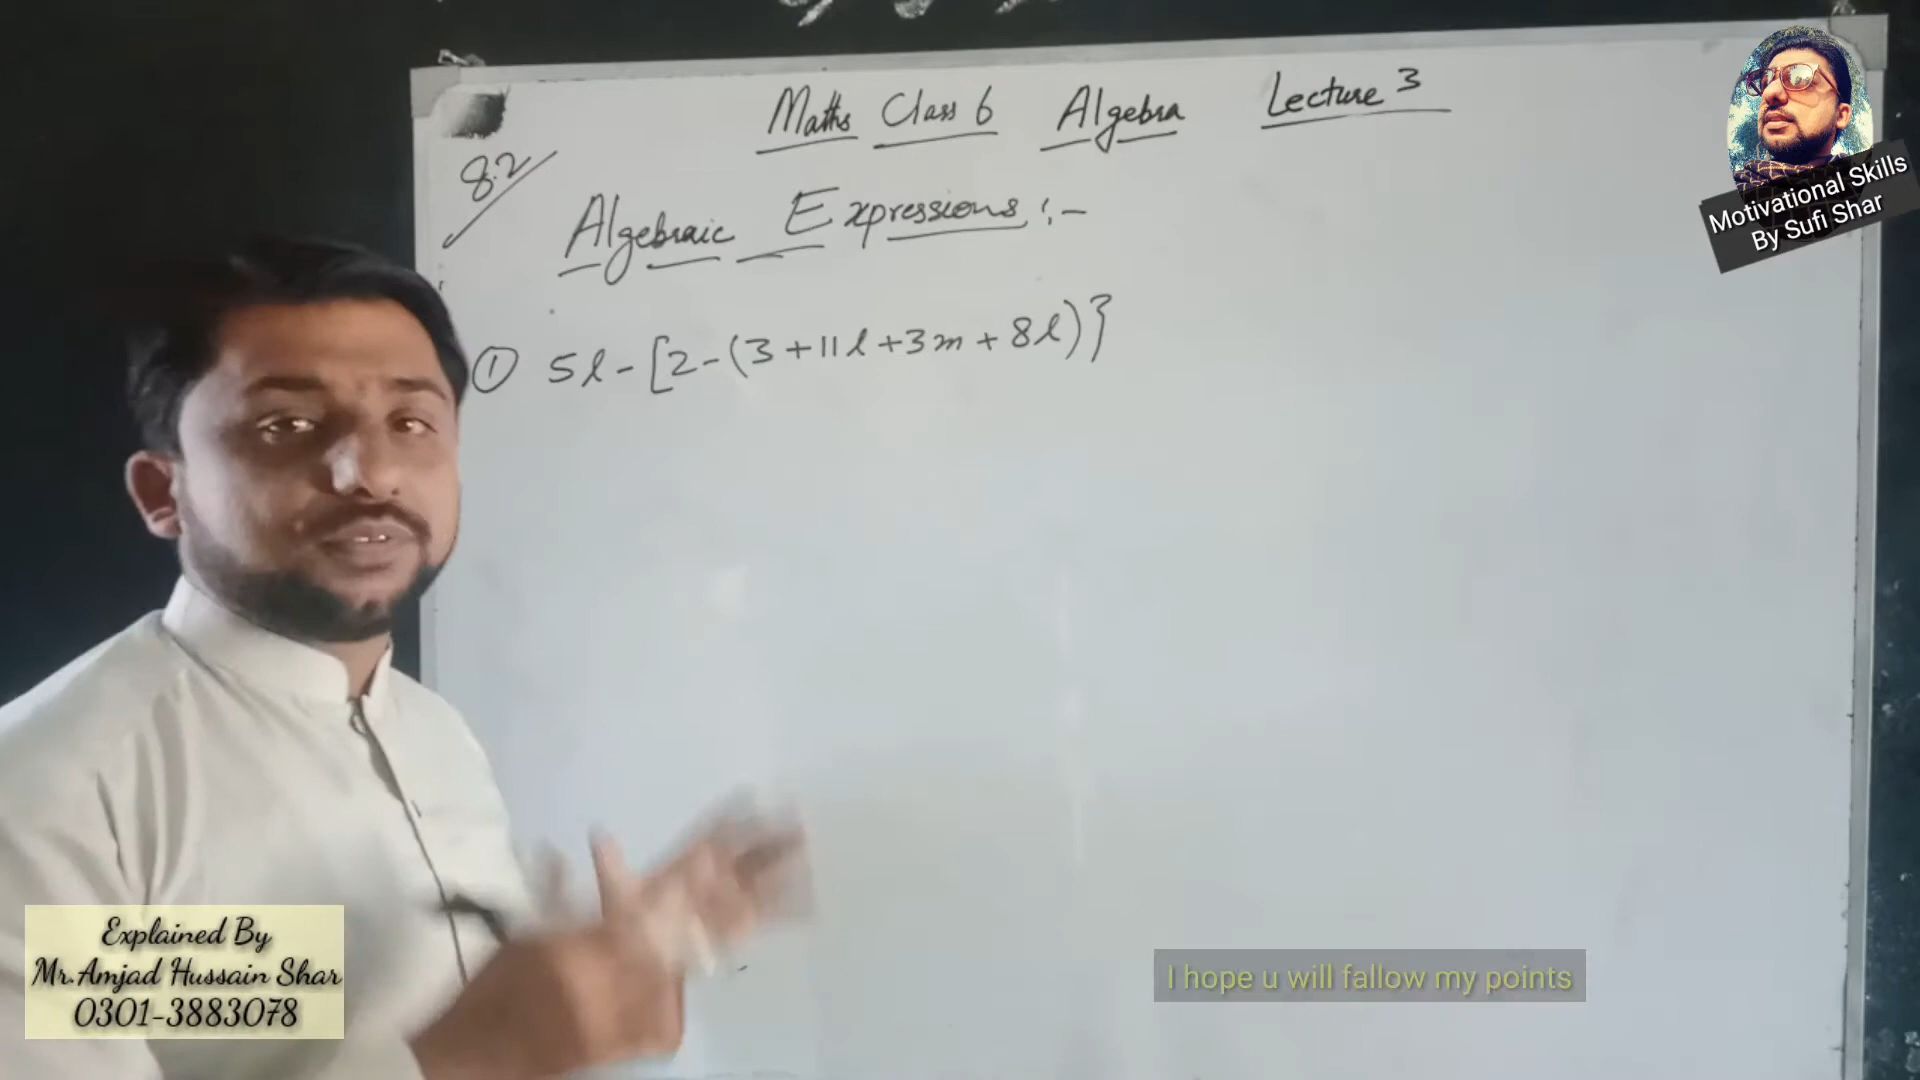 Maths Class 6 Algebra Lecture 3
8.2
Algebraic Expressions :-
① 5l - [2 - (3 + 11l + 3m + 8l)}
Motivational Skills
By Sufi Shar
Explained By
Mr.Amjad Hussain Shar
0301-3883078
I hope u will fallow my points